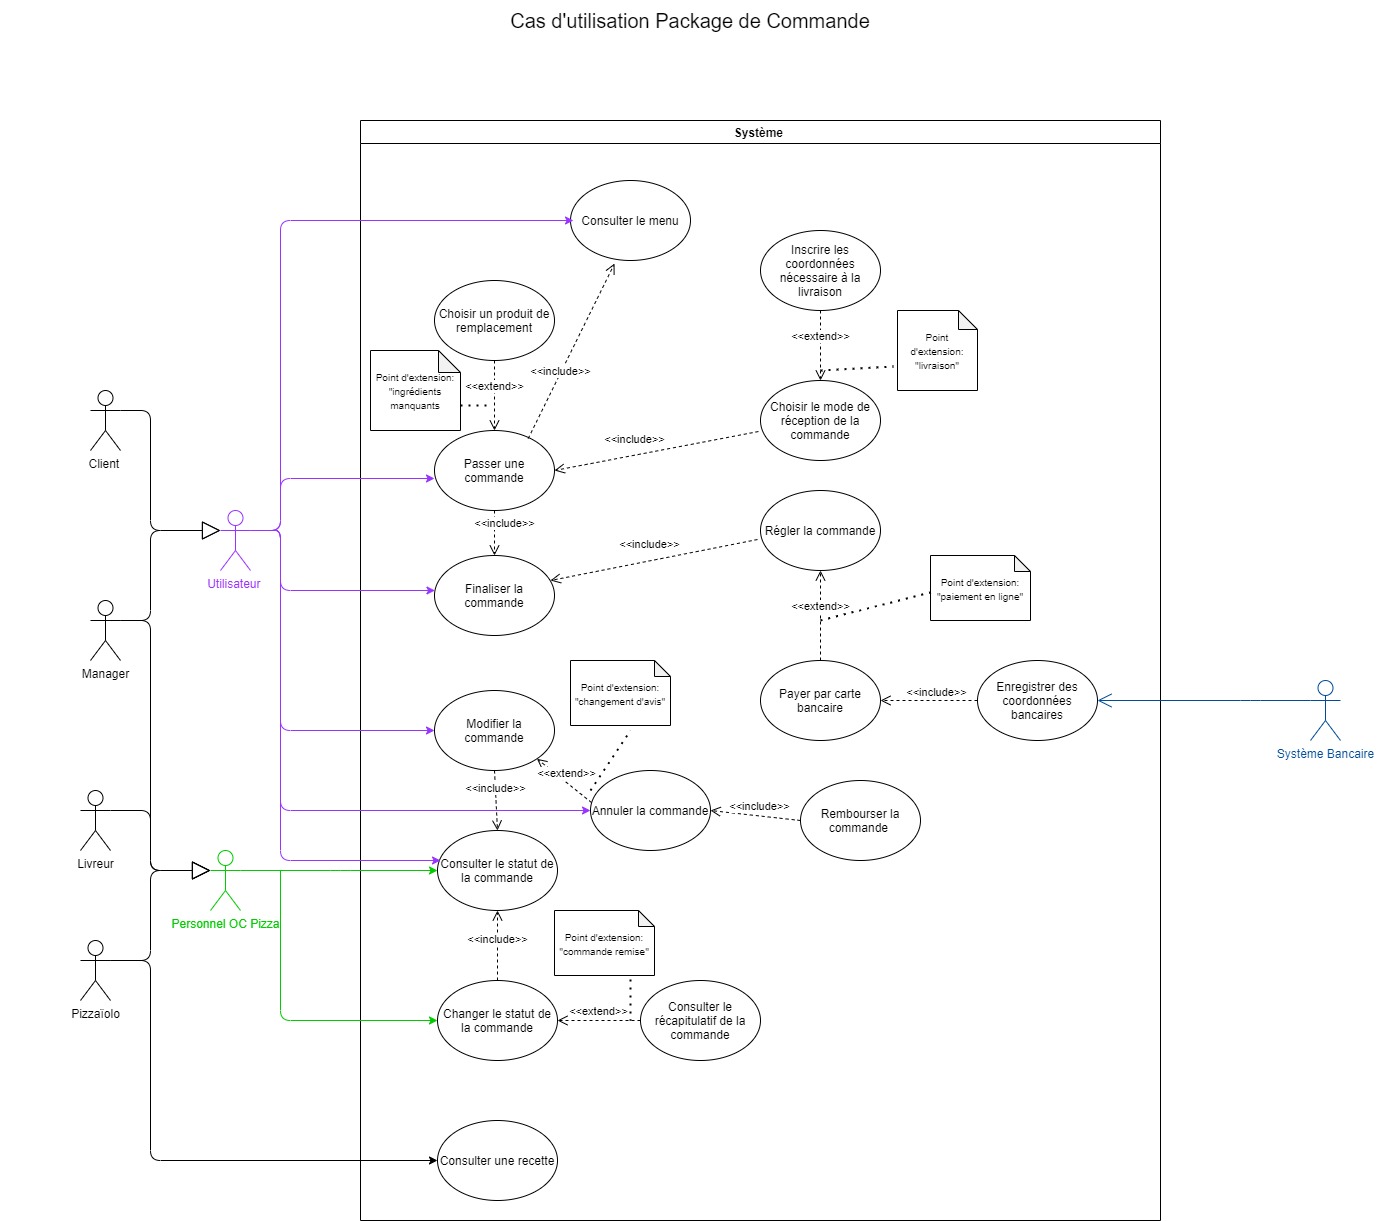 Cas d'utilisation Package de Commande
Système
Consulter le menu
Inscrire les
coordonnées
nécessaire à la
livraison
Choisir un produit de
remplacement
<<extend>>
Point
d'extension:
"livraison"
Point d'extension:
"ingrédients
manquants
<<extend>>
<<include>>
Choisir le mode de
réception de la
commande
Client
<<include>>
Passer une
commande
<<include>>
Régler la commande
<<include>>
Utilisateur
Finaliser la
commande
<<extend>>
Point d'extension:
"paiement en ligne"
Manager
Point d'extension:
"changement d'avis"
Payer par carte
bancaire
<<include>>
Enregistrer des
coordonnées
bancaires
Modifier la
commande
Système Bancaire
<<extend>>
<<include>>
Annuler la commande
<<include>>
Rembourser la
commande
Livreur
Consulter le statut de
la commande
Personnel OC Pizza
<<include>>
Point d'extension:
"commande remise"
Pizzaïolo
Changer le statut de
la commande
<<extend>>
Consulter le
récapitulatif de la
commande
Consulter une recette